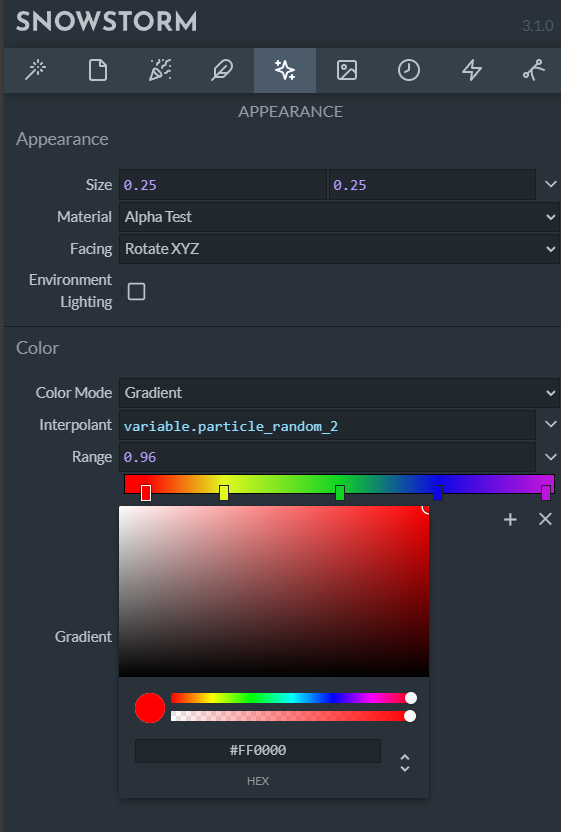 SNOWSTORM
3.1.0
APPEARANCE
Appearance
Size 0.25 0.25
Material Alpha Test
Facing Rotate XYZ
Environment
Lighting
Color
Color Mode Gradient
Interpolant variable.particle_random_2
Range 0.96
Gradient
#FF0000
HEX